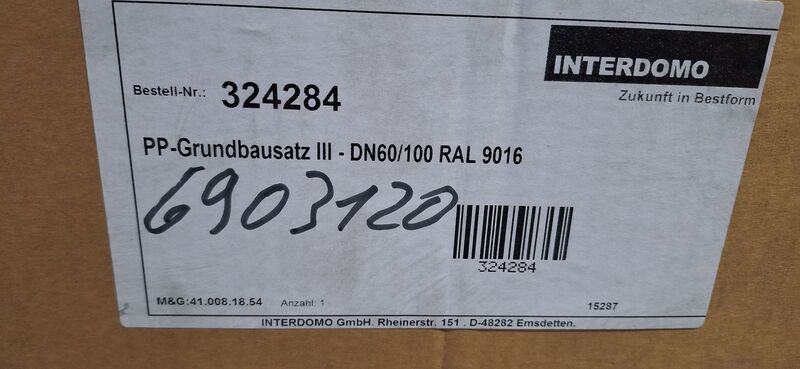 INTERDOMO
Zukunft in Bestform
Bestell-Nr.: 324284
PP-Grundbausatz III - DN60/100 RAL 9016
6903120
324284
M&G:41.008.18.54 Anzahl: 1 15287
INTERDOMO GmbH. Rheinerstr. 151 . D-48282 Emsdetten.